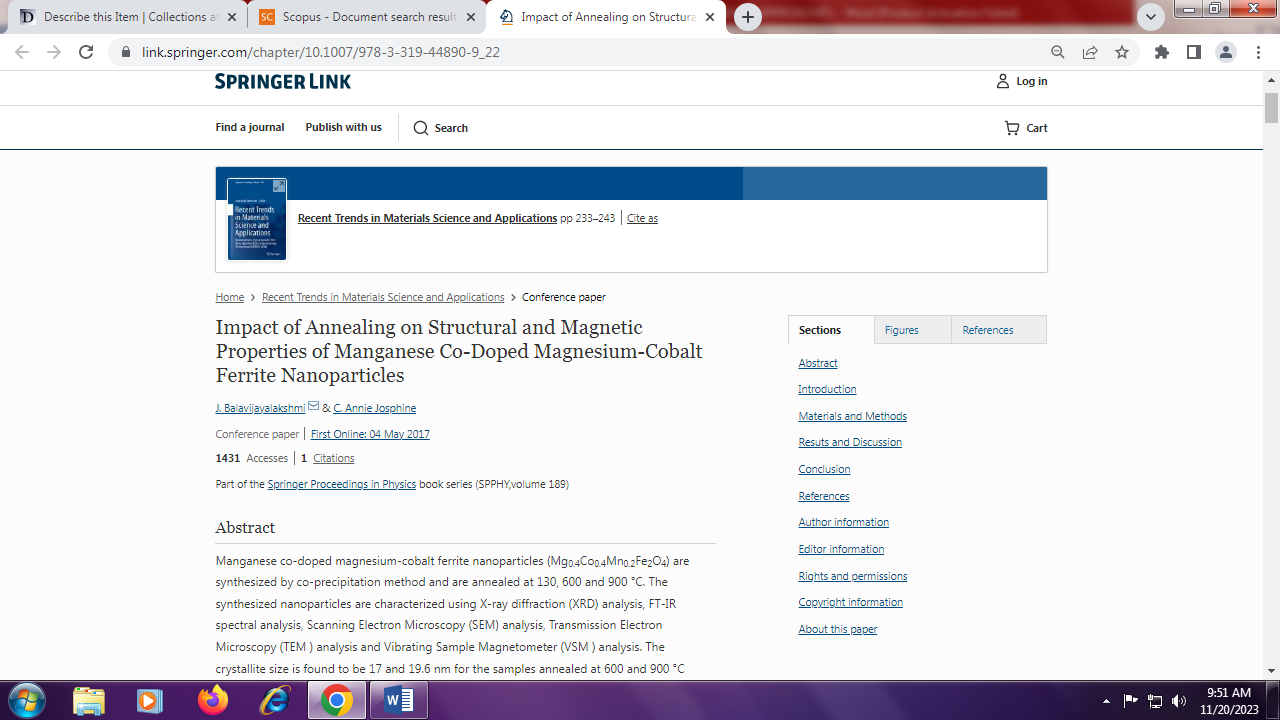 Describe this Item | Collections at
Scopus - Document search result
Impact of Annealing on Structura
link.springer.com/chapter/10.1007/978-3-319-44890-9_22
SPRINGER LINK
Log in
Find a journal Publish with us Search Cart
Recent Trends in Materials Science and Applications
Recent Trends in Materials Science and Applications pp 233–243 | Cite as
Home > Recent Trends in Materials Science and Applications > Conference paper
Impact of Annealing on Structural and Magnetic
Properties of Manganese Co-Doped Magnesium-Cobalt
Ferrite Nanoparticles
J. Balavijayalakshmi & C. Annie Josphine
Conference paper | First Online: 04 May 2017
1431 Accesses | 1 Citations
Part of the Springer Proceedings in Physics book series (SPPHY,volume 189)
Abstract
Manganese co-doped magnesium-cobalt ferrite nanoparticles (Mg0.4Co0.4Mn0.2Fe2O4) are
synthesized by co-precipitation method and are annealed at 130, 600 and 900 °C. The
synthesized nanoparticles are characterized using X-ray diffraction (XRD) analysis, FT-IR
spectral analysis, Scanning Electron Microscopy (SEM) analysis, Transmission Electron
Microscopy (TEM ) analysis and Vibrating Sample Magnetometer (VSM ) analysis. The
crystallite size is found to be 17 and 19.6 nm for the samples annealed at 600 and 900 °C
Sections Figures References
Abstract
Introduction
Materials and Methods
Resuts and Discussion
Conclusion
References
Author information
Editor information
Rights and permissions
Copyright information
About this paper
9:51 AM
11/20/2023